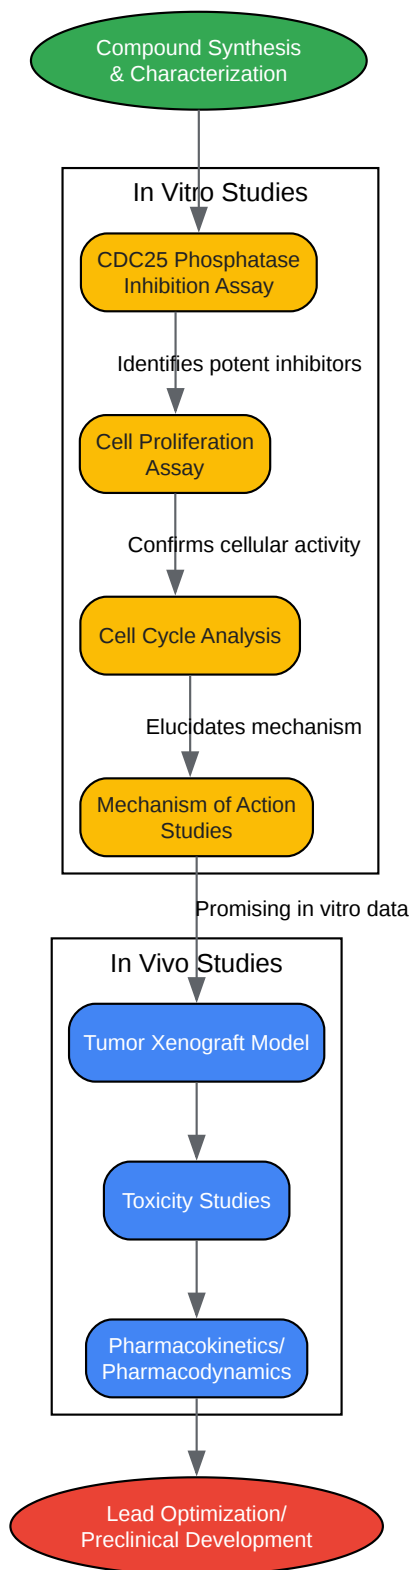 Compound Synthesis
& Characterization
In Vitro Studies
CDC25 Phosphatase
Inhibition Assay
Identifies potent inhibitors
Cell Proliferation
Assay
Confirms cellular activity
Cell Cycle Analysis
Elucidates mechanism
Mechanism of Action
Studies
Promising in vitro data
In Vivo Studies
Tumor Xenograft Model
Toxicity Studies
Pharmacokinetics/
Pharmacodynamics
Lead Optimization/
Preclinical Development